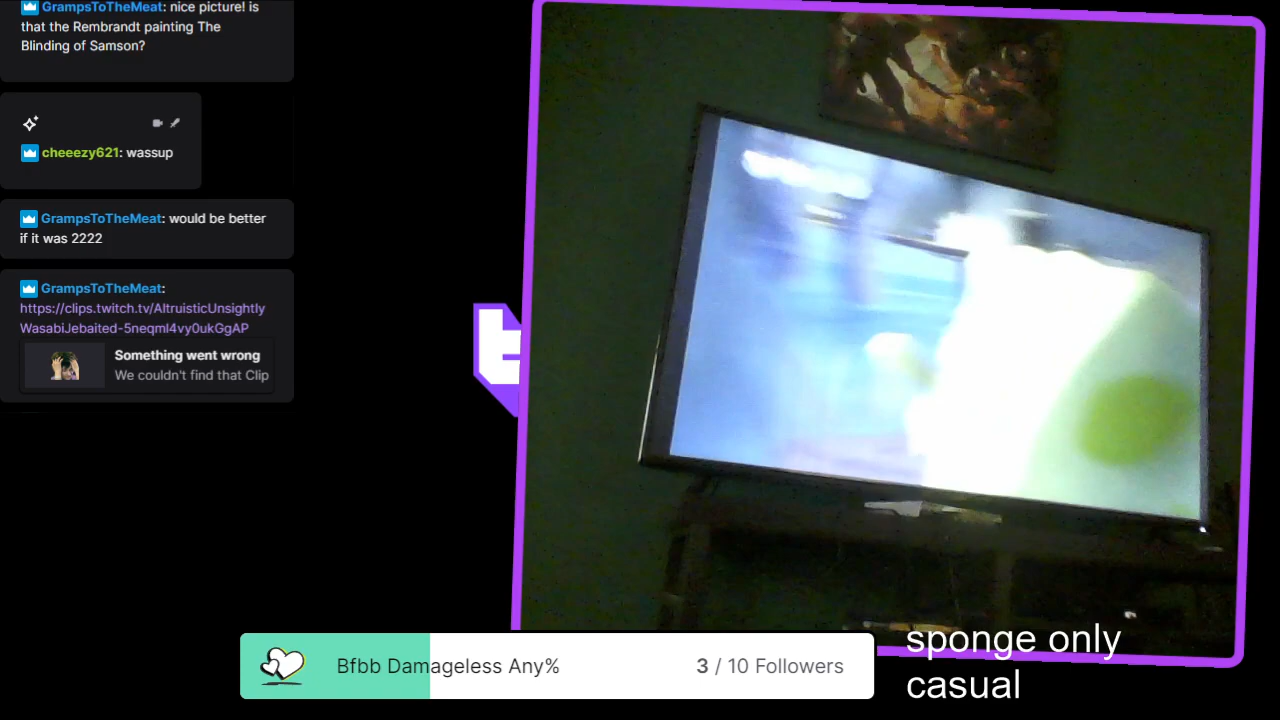 GrampsToTheMeat: nice picture! is
that the Rembrandt painting The
Blinding of Samson?
cheeezy621: wassup
GrampsToTheMeat: would be better
if it was 2222
GrampsToTheMeat:
https://clips.twitch.tv/AltruisticUnsightly
WasabiJebaited-5neqml4vy0ukGgAP
Something went wrong
We couldn't find that Clip
Bfbb Damageless Any%
3 / 10 Followers
sponge only
casual